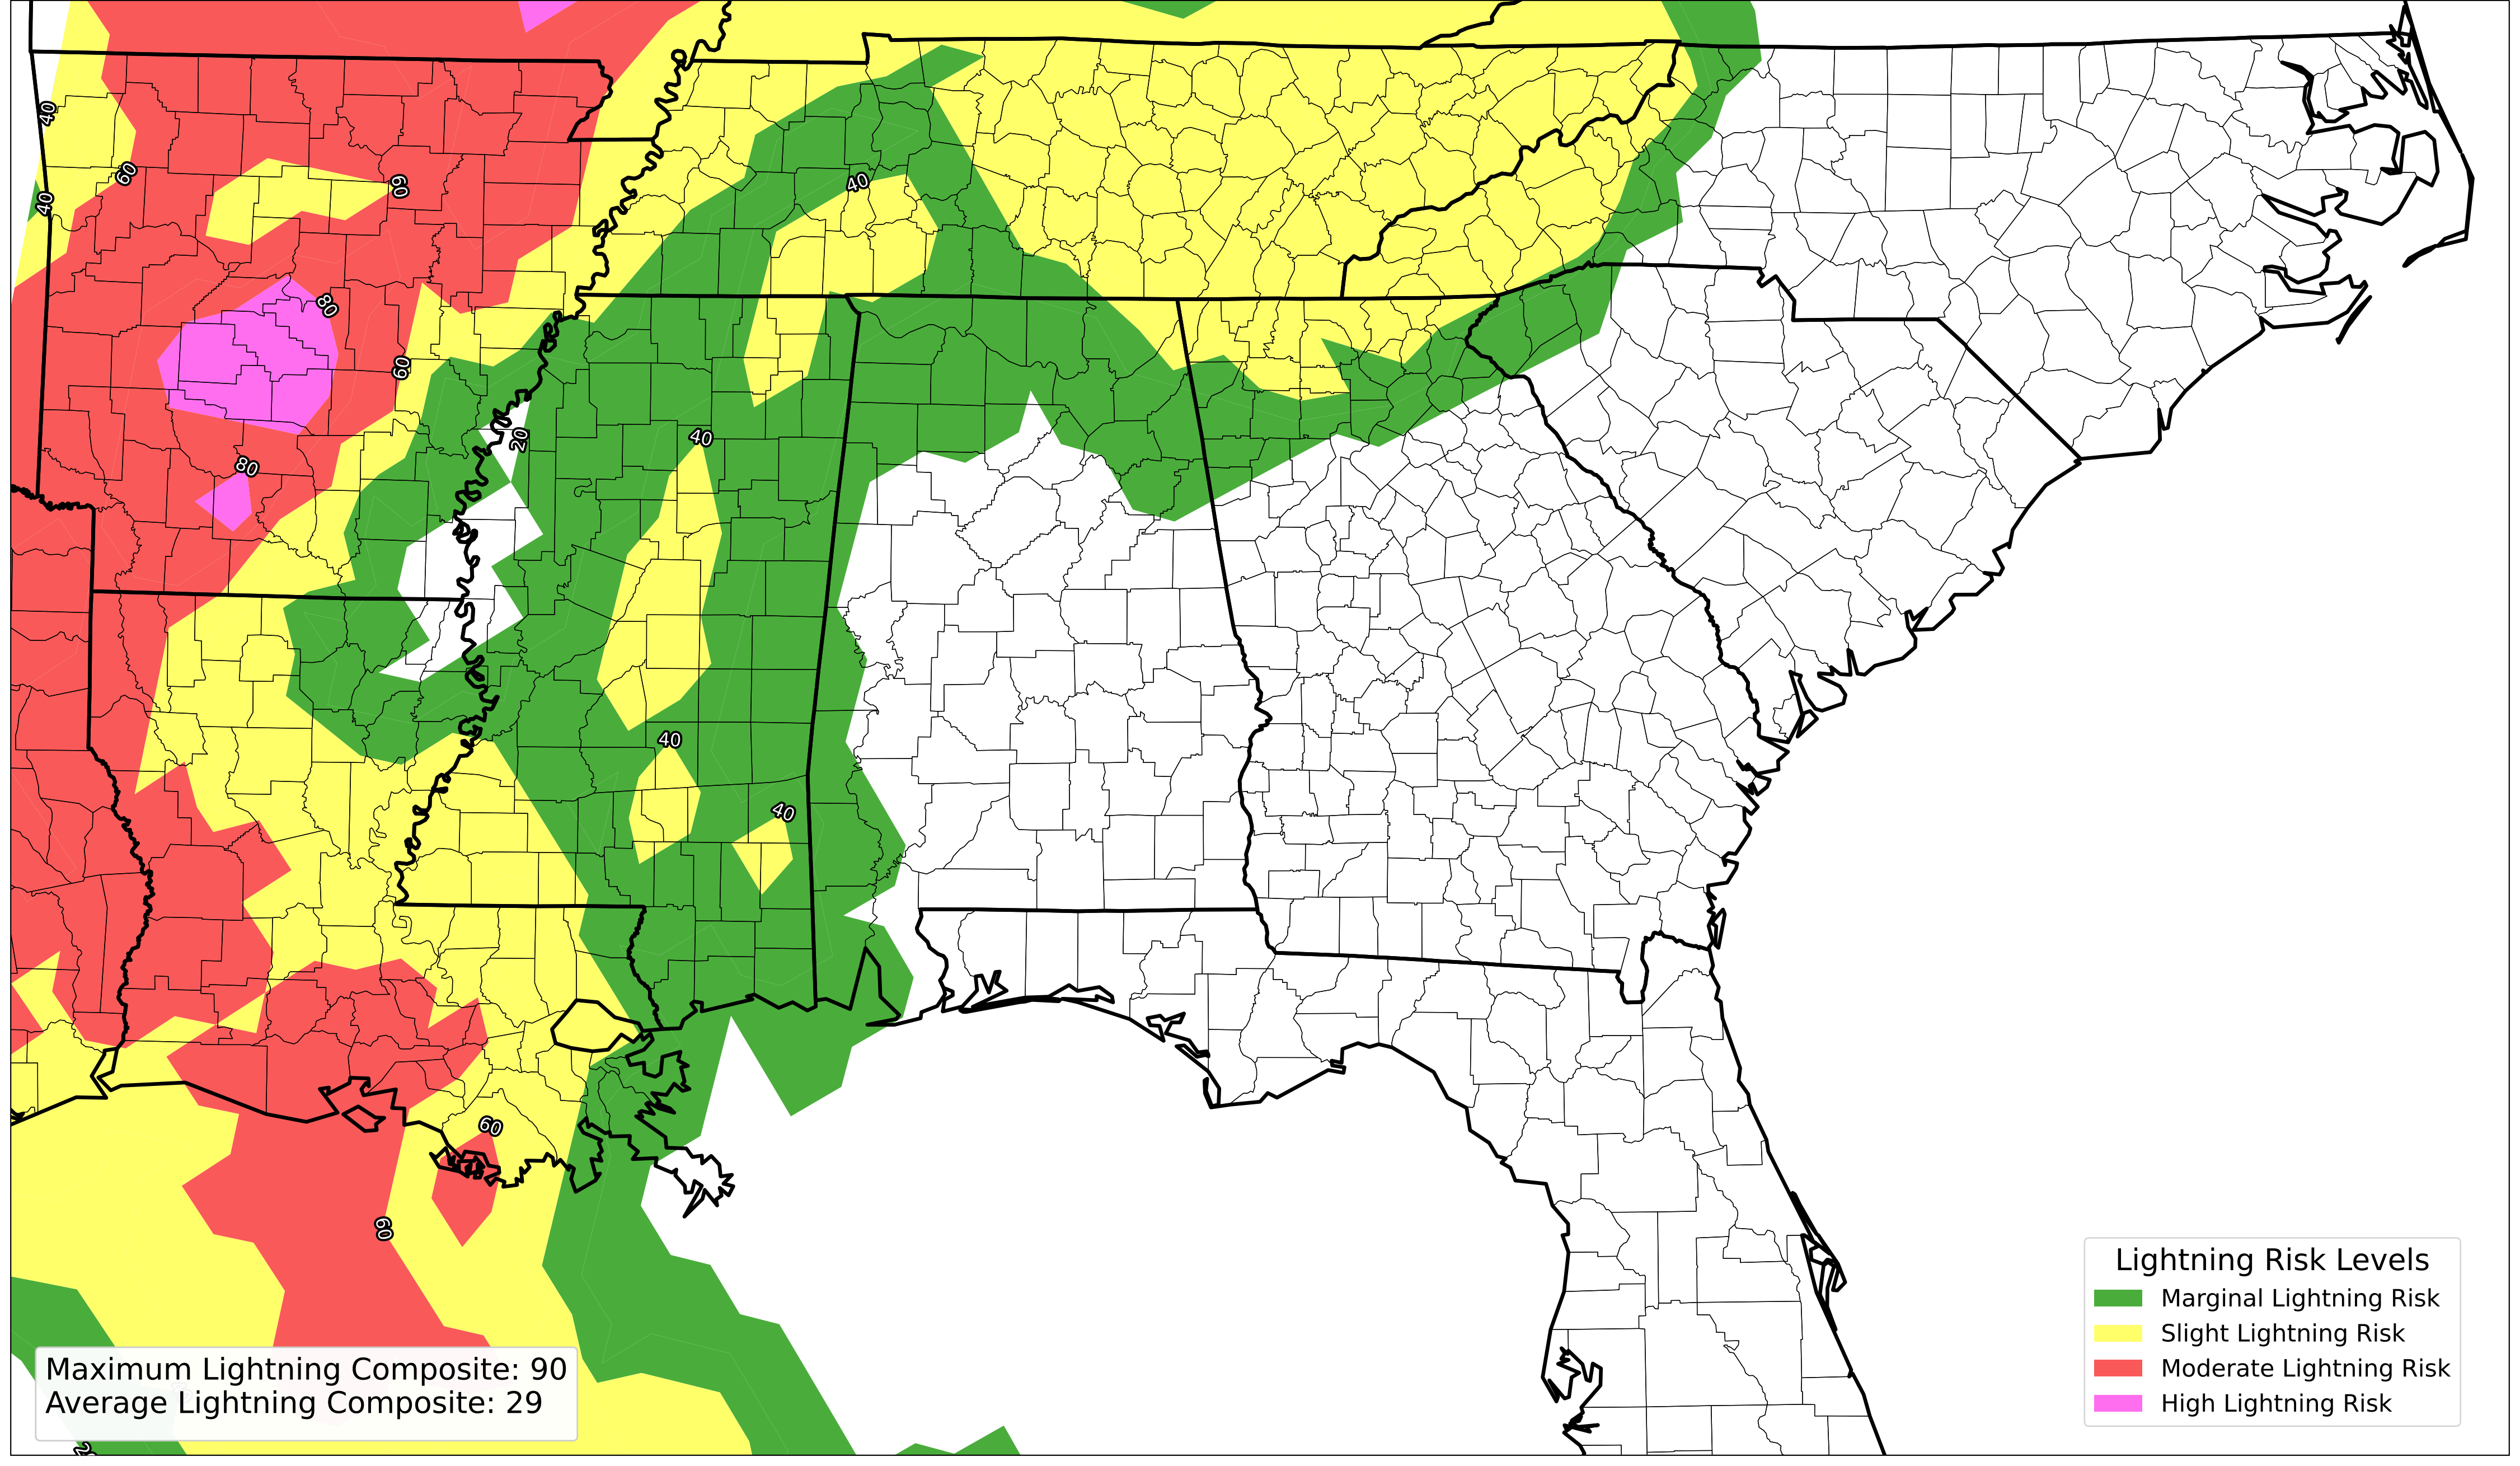 40
60
60
40
40
80
60
20
40
80
40
40
60
60
Lightning Risk Levels
Marginal Lightning Risk
Slight Lightning Risk
Moderate Lightning Risk
High Lightning Risk
Maximum Lightning Composite: 90
Average Lightning Composite: 29